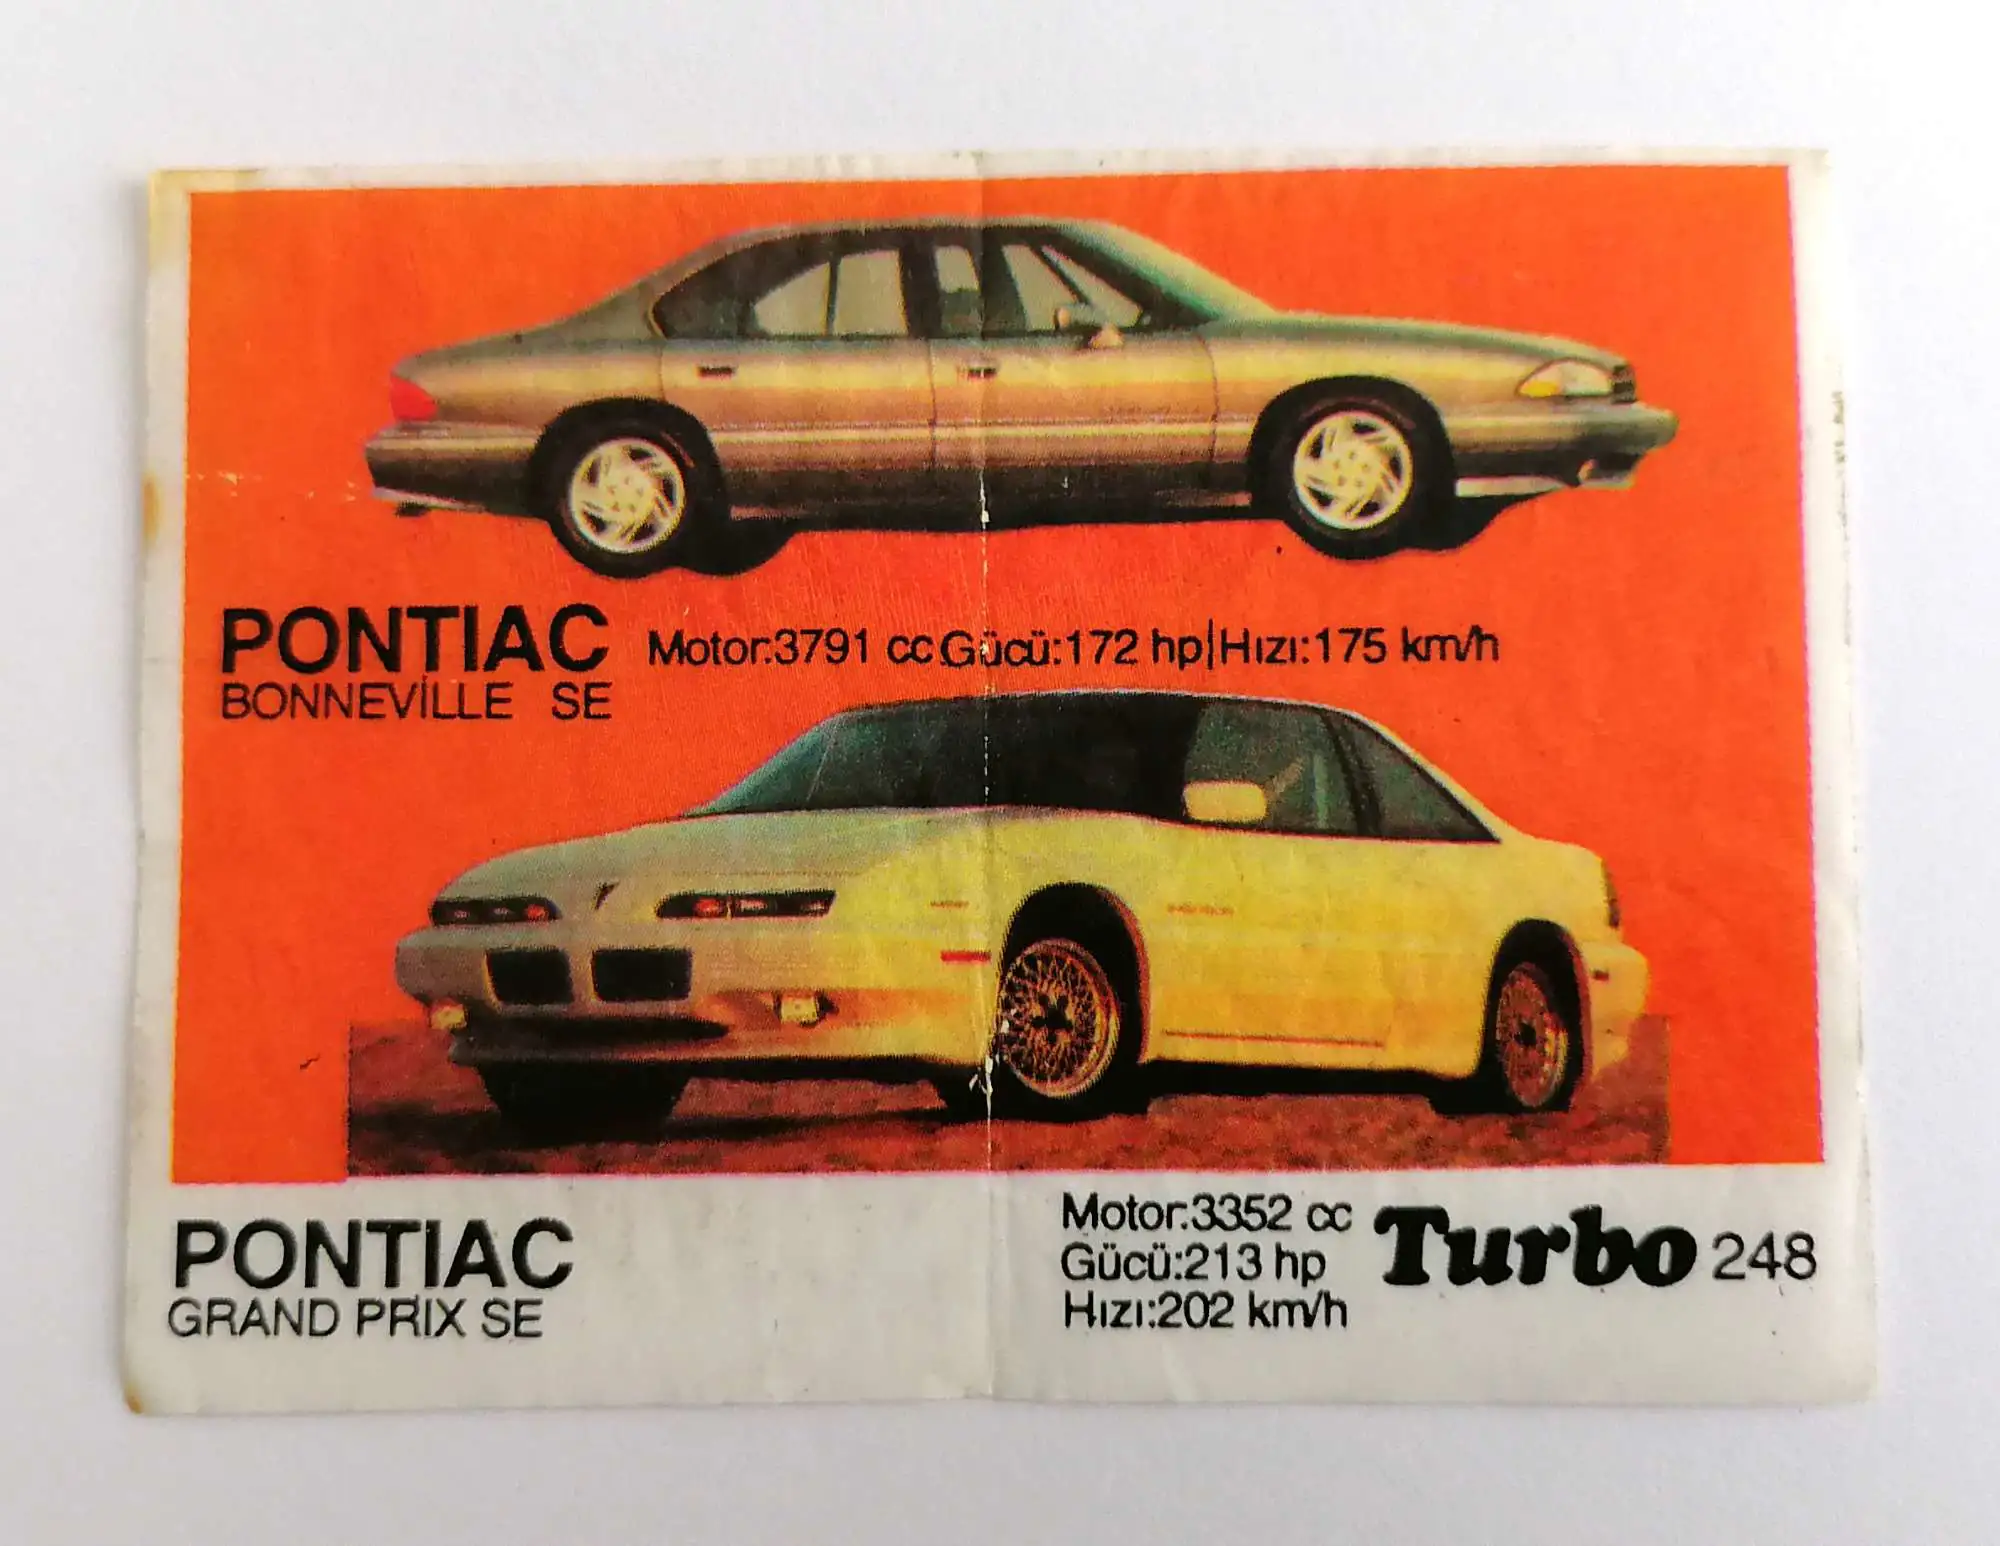 PONTIAC
BONNEVİLLE SE
Motor:3791 cc Gücü:172 hp|Hızı:175 km/h
PONTIAC
GRAND PRİX SE
Motor:3352 cc
Gücü:213 hp
Hızı:202 km/h
Turbo 248